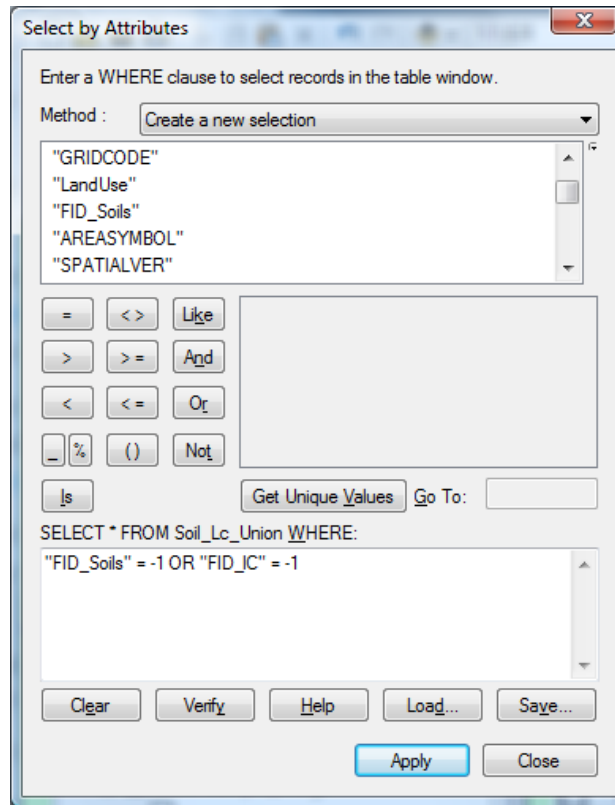 Select by Attributes
Enter a WHERE clause to select records in the table window.
Method : Create a new selection
"GRIDCODE"
"LandUse"
"FID_Soils"
"AREASYMBOL"
"SPATIALVER"
= < > Like
> > = And
< < = Or
_ % ( ) Not
Is Get Unique Values Go To:
SELECT * FROM Soil_Lc_Union WHERE:
"FID_Soils" = -1 OR "FID_lC" = -1
Clear Verify Help Load... Save...
Apply Close